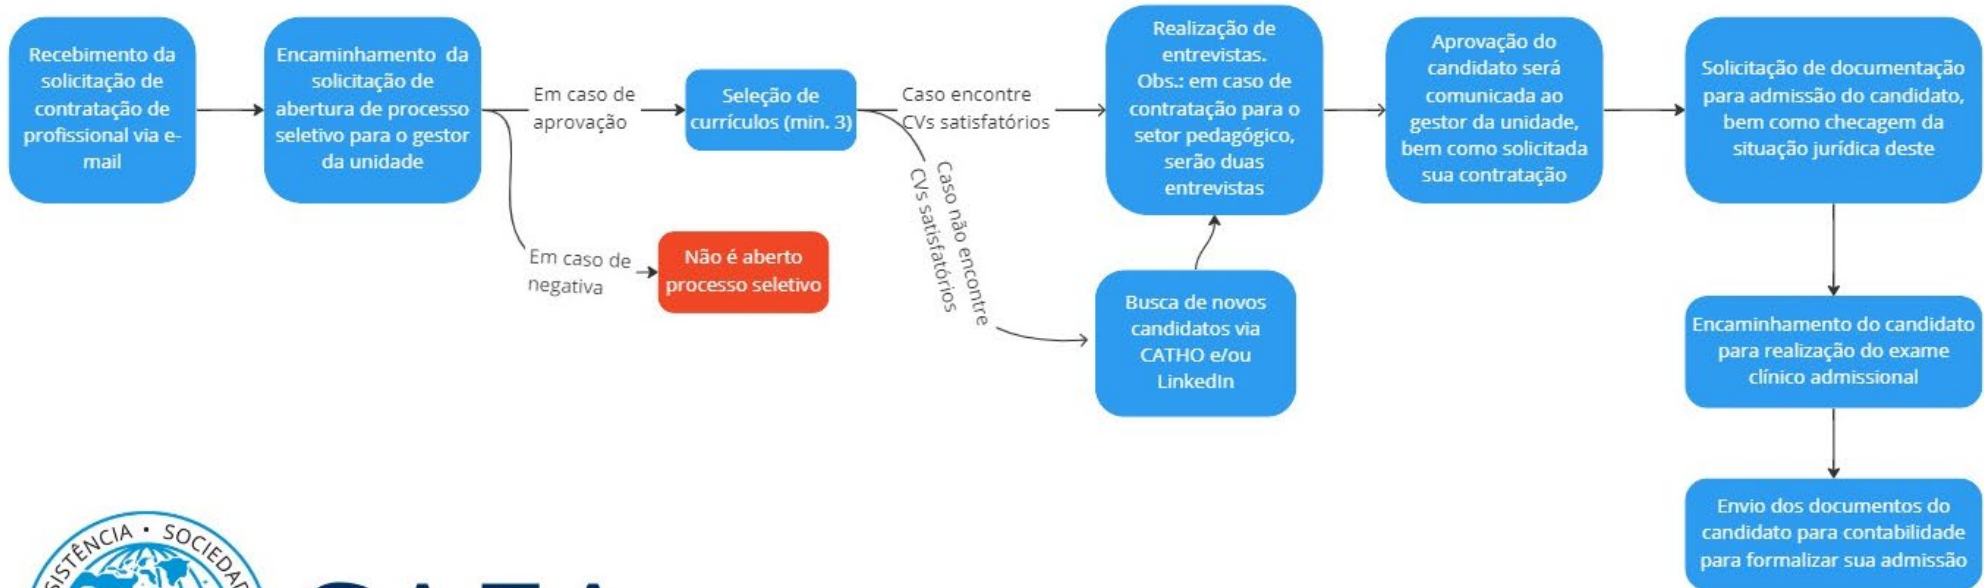 Recebimento da
solicitação de
contratação de
profissional via e-
mail
Encaminhamento da
solicitação de
abertura de processo
seletivo para o gestor
da unidade
Em caso de
aprovação
Seleção de
currículos (min. 3)
Caso encontre
CVs satisfatórios
Realização de
entrevistas.
Obs.: em caso de
contratação para o
setor pedagógico,
serão duas
entrevistas
Aprovação do
candidato será
comunicada ao
gestor da unidade,
bem como solicitada
sua contratação
Solicitação de documentação
para admissão do candidato,
bem como checagem da
situação jurídica deste
Em caso de
negativa
Não é aberto
processo seletivo
Caso não encontre
CVs satisfatórios
Busca de novos
candidatos via
CATHO e/ou
LinkedIn
Encaminhamento do candidato
para realização do exame
clínico admissional
Envio dos documentos do
candidato para contabilidade
para formalizar sua admissão